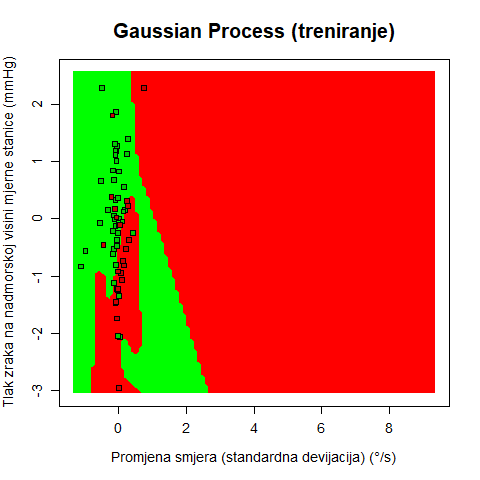 Gaussian Process (treniranje)
Tlak zraka na nadmorskoj visini mjerne stanice (mmHg)
2
1
0
-1
-2
-3
0 2 4 6 8
Promjena smjera (standardna devijacija) (°/s)